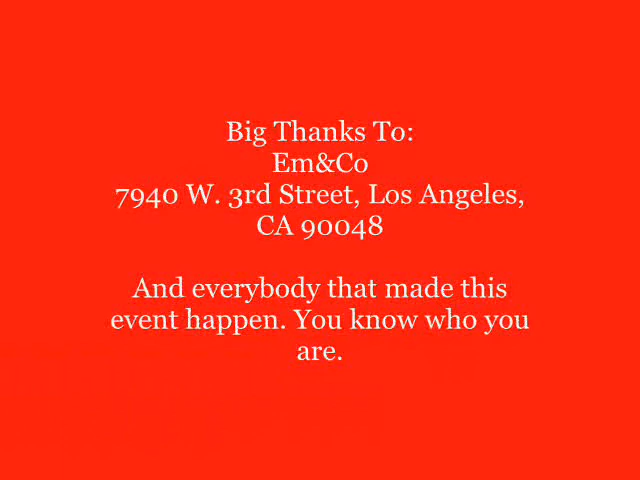 Big Thanks To:
Em&Co
7940 W. 3rd Street, Los Angeles,
CA 90048
And everybody that made this
event happen. You know who you
are.